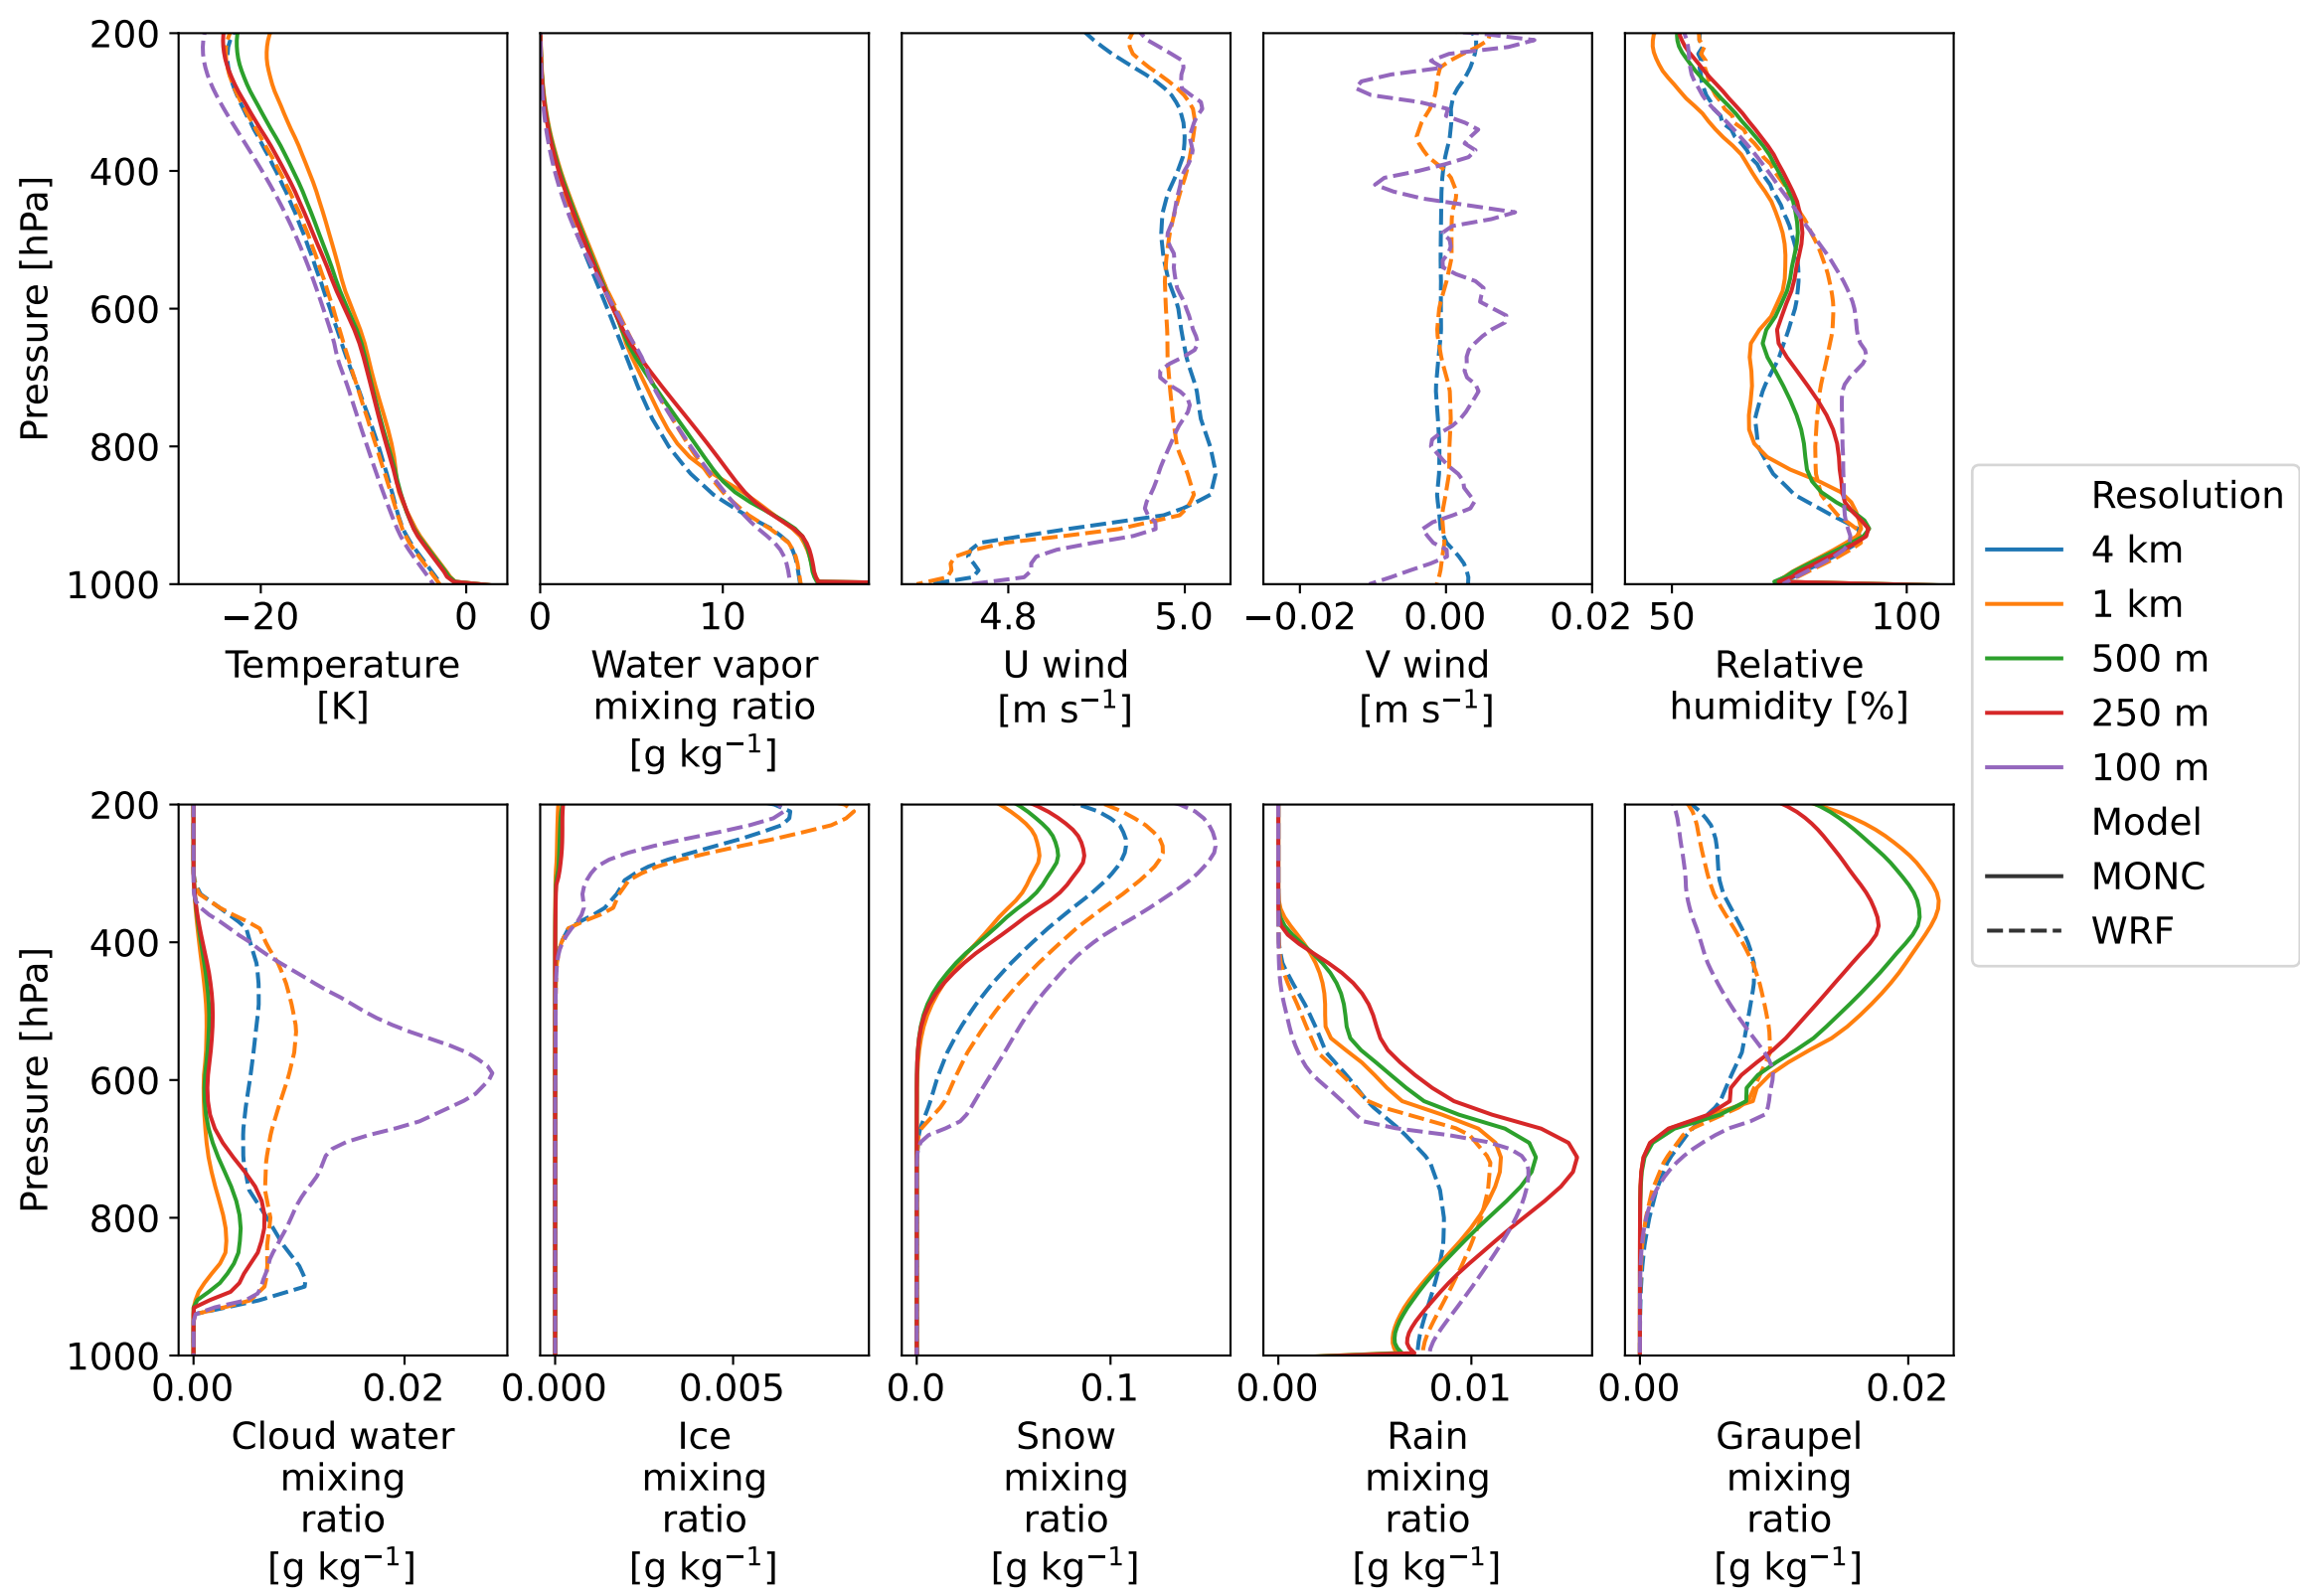 200
400
600
800
1000
Pressure [hPa]
−20 0
Temperature
[K]
0 10
Water vapor
mixing ratio
[g kg⁻¹]
4.8 5.0
U wind
[m s⁻¹]
−0.02 0.00 0.02
V wind
[m s⁻¹]
50 100
Relative
humidity [%]
Resolution
4 km
1 km
500 m
250 m
100 m
Model
MONC
WRF
200
400
600
800
1000
Pressure [hPa]
0.00 0.02
Cloud water
mixing
ratio
[g kg⁻¹]
0.000 0.005
Ice
mixing
ratio
[g kg⁻¹]
0.0 0.1
Snow
mixing
ratio
[g kg⁻¹]
0.00 0.01
Rain
mixing
ratio
[g kg⁻¹]
0.00 0.02
Graupel
mixing
ratio
[g kg⁻¹]